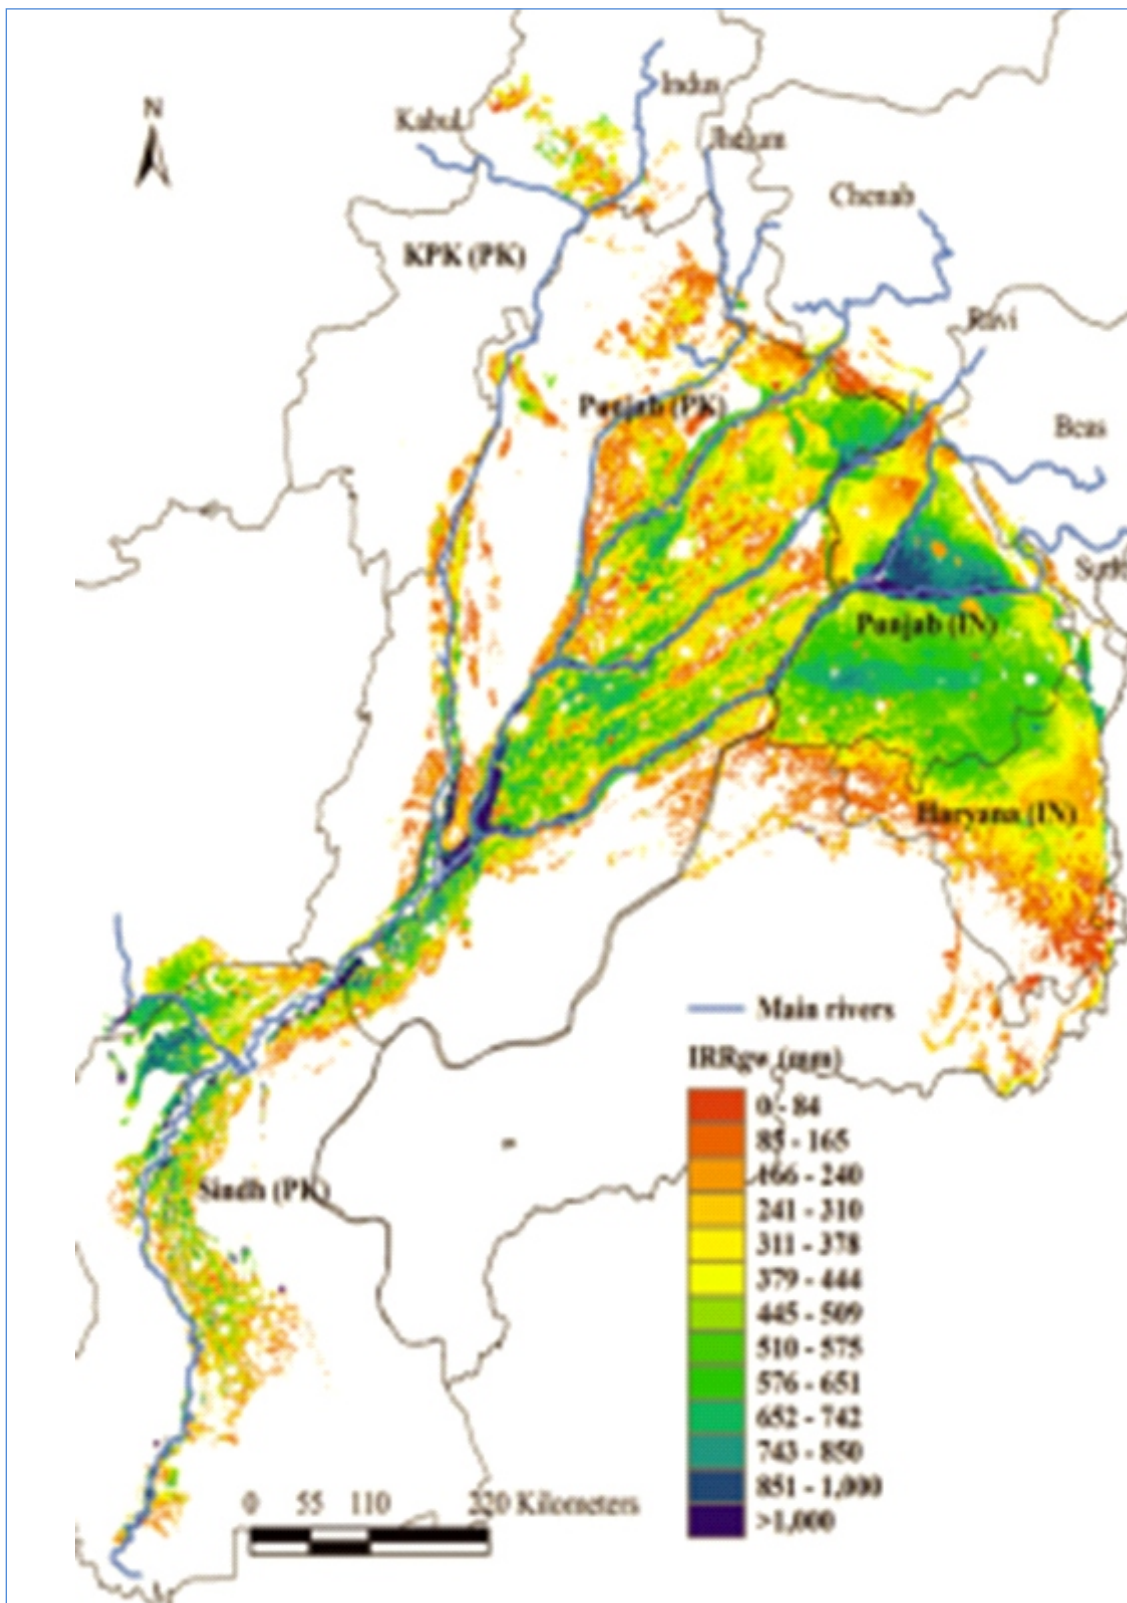 N
Indus
Kabul
Jhelum
Chenab
KPK (PK)
Ravi
Punjab (PK)
Beas
Punjab (IN)
Haryana (IN)
Main rivers
IRRgw (mm)
0 - 84
85 - 165
166 - 240
Sindh (PK)
241 - 310
311 - 378
379 - 444
445 - 509
510 - 575
576 - 651
652 - 742
743 - 850
851 - 1,000
0 55 110 220 Kilometers
>1,000